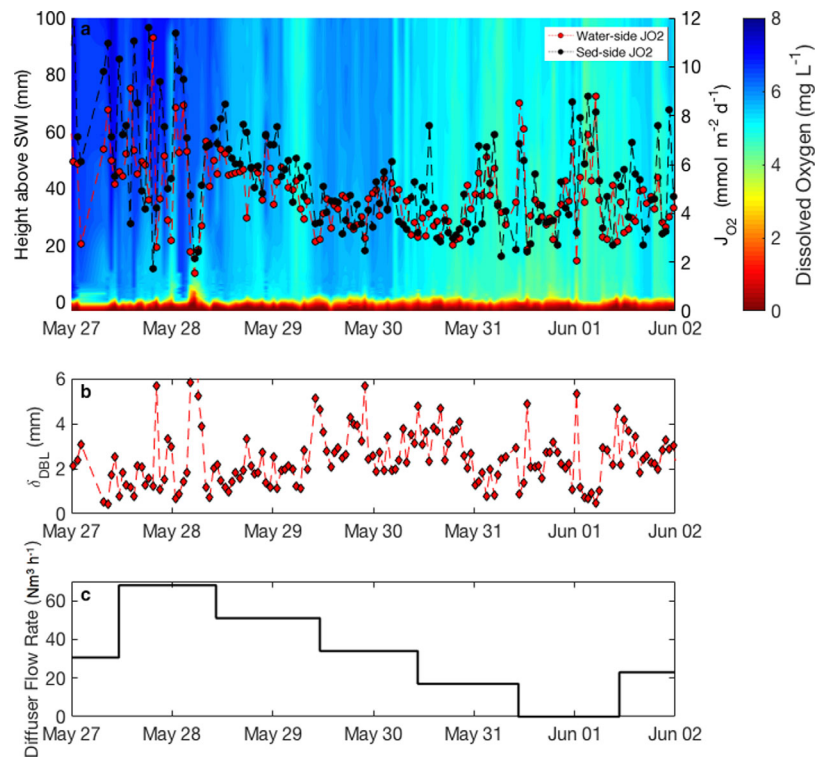 a
Water-side JO2
Sed-side JO2
Height above SWI (mm)
100
80
60
40
20
0
12
10
8
6
4
2
0
J_O2 (mmol m⁻² d⁻¹)
8
6
4
2
0
Dissolved Oxygen (mg L⁻¹)
May 27 May 28 May 29 May 30 May 31 Jun 01 Jun 02
b
δ_DBL (mm)
6
4
2
0
May 27 May 28 May 29 May 30 May 31 Jun 01 Jun 02
c
Diffuser Flow Rate (Nm³ h⁻¹)
60
40
20
0
May 27 May 28 May 29 May 30 May 31 Jun 01 Jun 02